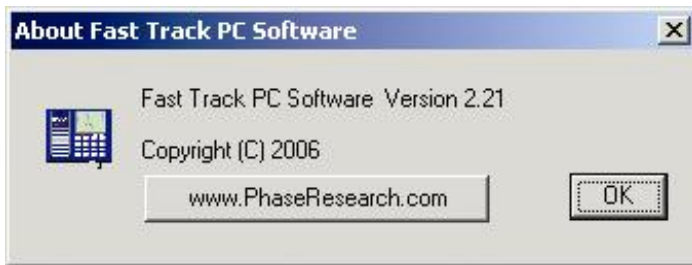 About Fast Track PC Software
Fast Track PC Software Version 2.21
Copyright (C) 2006
www.PhaseResearch.com
OK